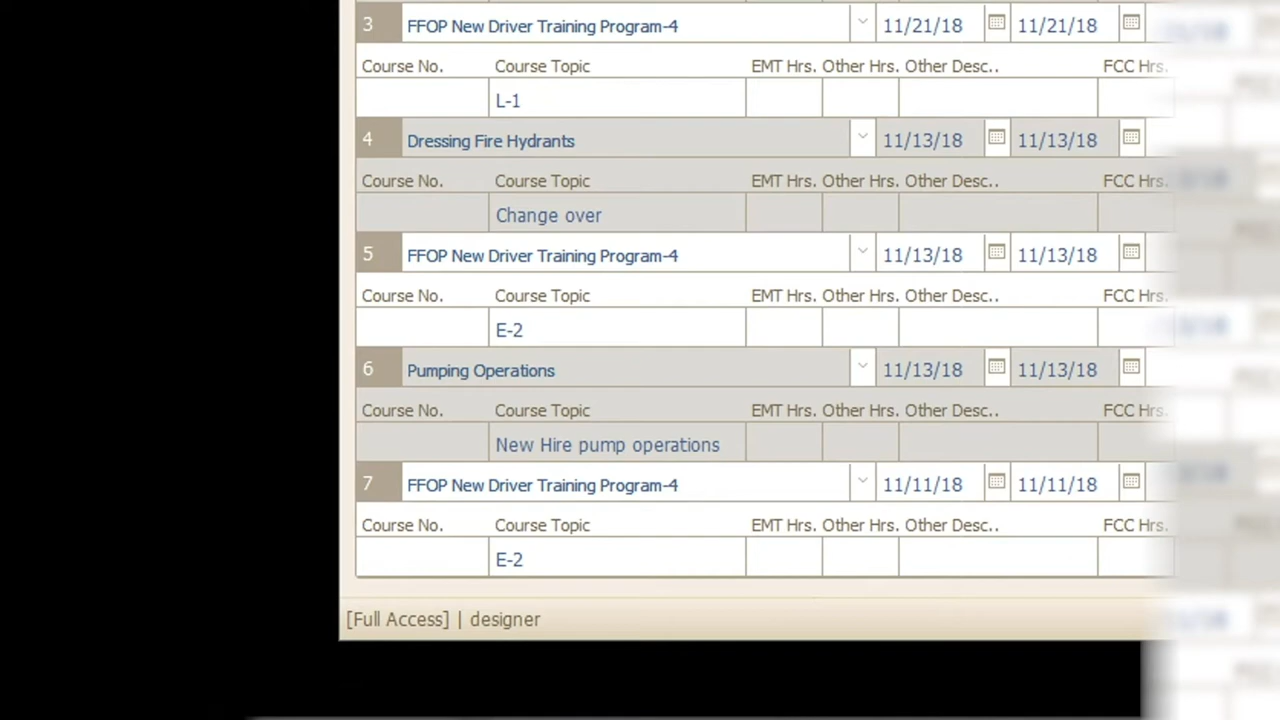 3 FFOP New Driver Training Program-4 11/21/18 11/21/18
Course No. Course Topic EMT Hrs. Other Hrs. Other Desc.. FCC Hrs.
L-1
4 Dressing Fire Hydrants 11/13/18 11/13/18
Course No. Course Topic EMT Hrs. Other Hrs. Other Desc.. FCC Hrs.
Change over
5 FFOP New Driver Training Program-4 11/13/18 11/13/18
Course No. Course Topic EMT Hrs. Other Hrs. Other Desc.. FCC Hrs.
E-2
6 Pumping Operations 11/13/18 11/13/18
Course No. Course Topic EMT Hrs. Other Hrs. Other Desc.. FCC Hrs.
New Hire pump operations
7 FFOP New Driver Training Program-4 11/11/18 11/11/18
Course No. Course Topic EMT Hrs. Other Hrs. Other Desc.. FCC Hrs.
E-2
[Full Access] | designer